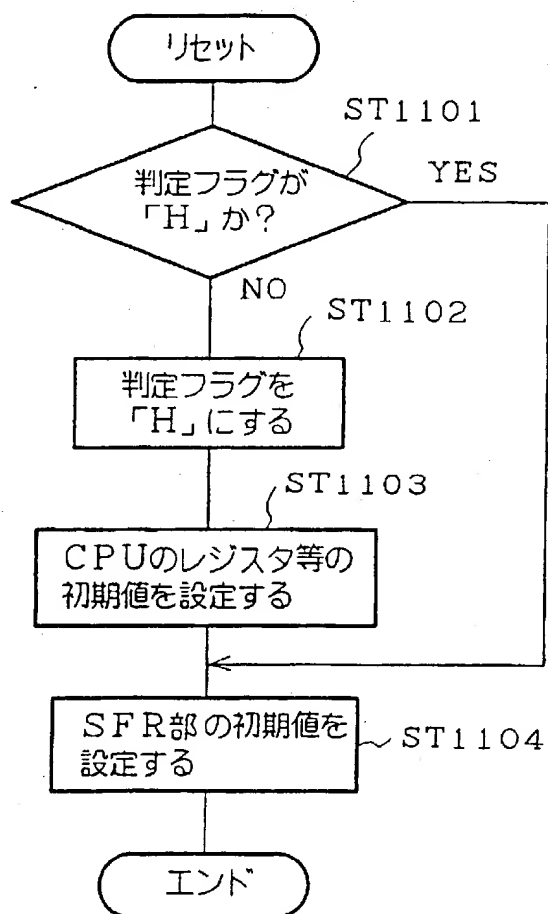 リセット
ST1101
判定フラグが
「H」か?
YES
NO
ST1102
判定フラグを
「H」にする
ST1103
CPUのレジスタ等の
初期値を設定する
SFR部の初期値を
設定する
ST1104
エンド